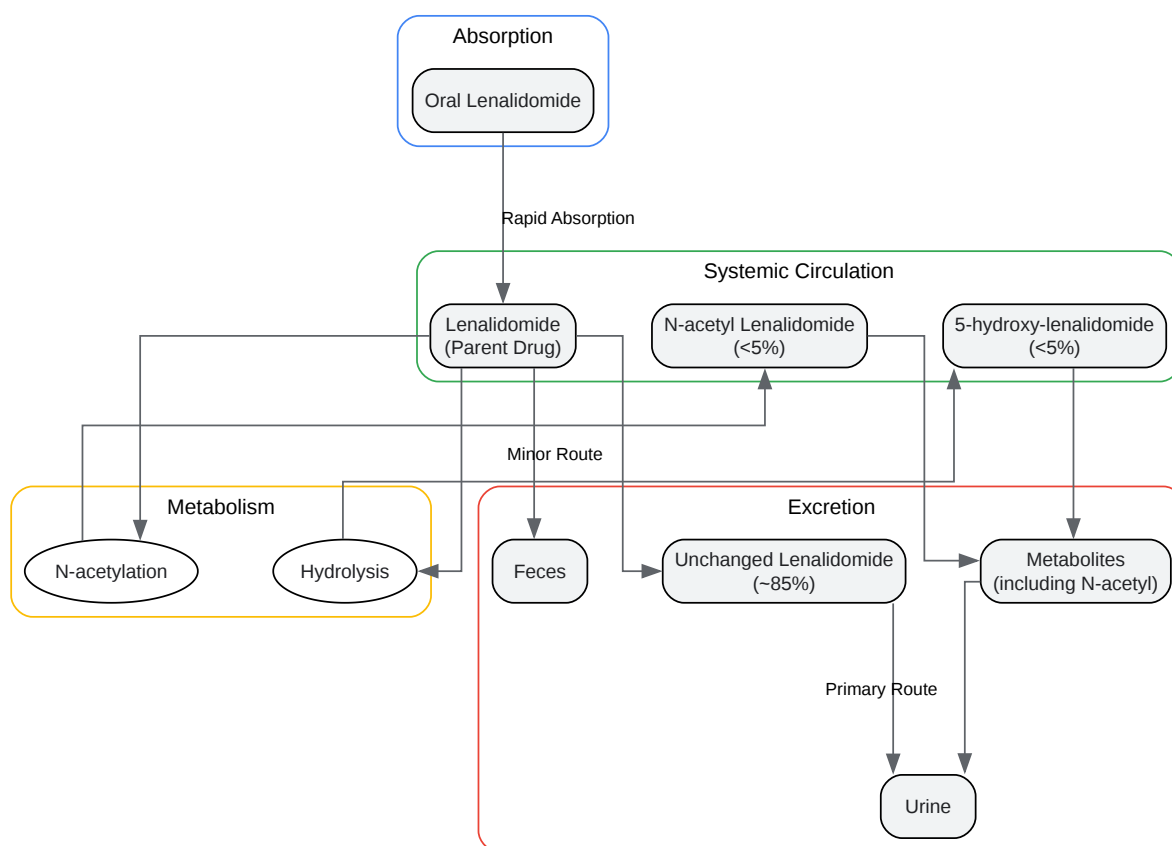 Absorption
Oral Lenalidomide
Rapid Absorption
Systemic Circulation
Lenalidomide
(Parent Drug)
N-acetyl Lenalidomide
(<5%)
5-hydroxy-lenalidomide
(<5%)
Minor Route
Metabolism
N-acetylation
Hydrolysis
Excretion
Feces
Unchanged Lenalidomide
(~85%)
Metabolites
(including N-acetyl)
Primary Route
Urine